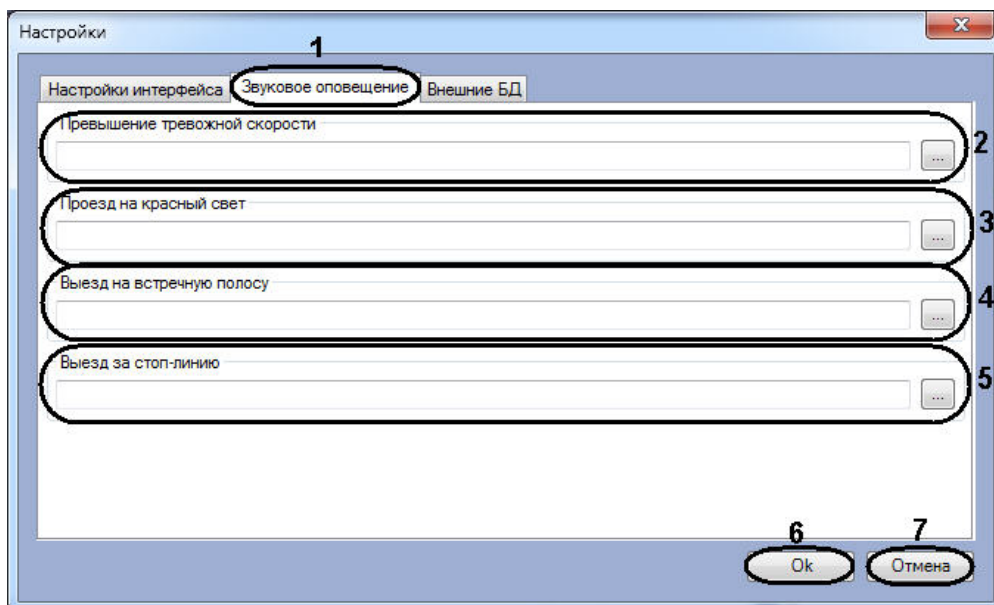 Настройки
1
Настройки интерфейса Звуковое оповещение Внешние БД
Превышение тревожной скорости
... 2
Проезд на красный свет
... 3
Выезд на встречную полосу
... 4
Выезд за стоп-линию
... 5
6 7
Ok Отмена